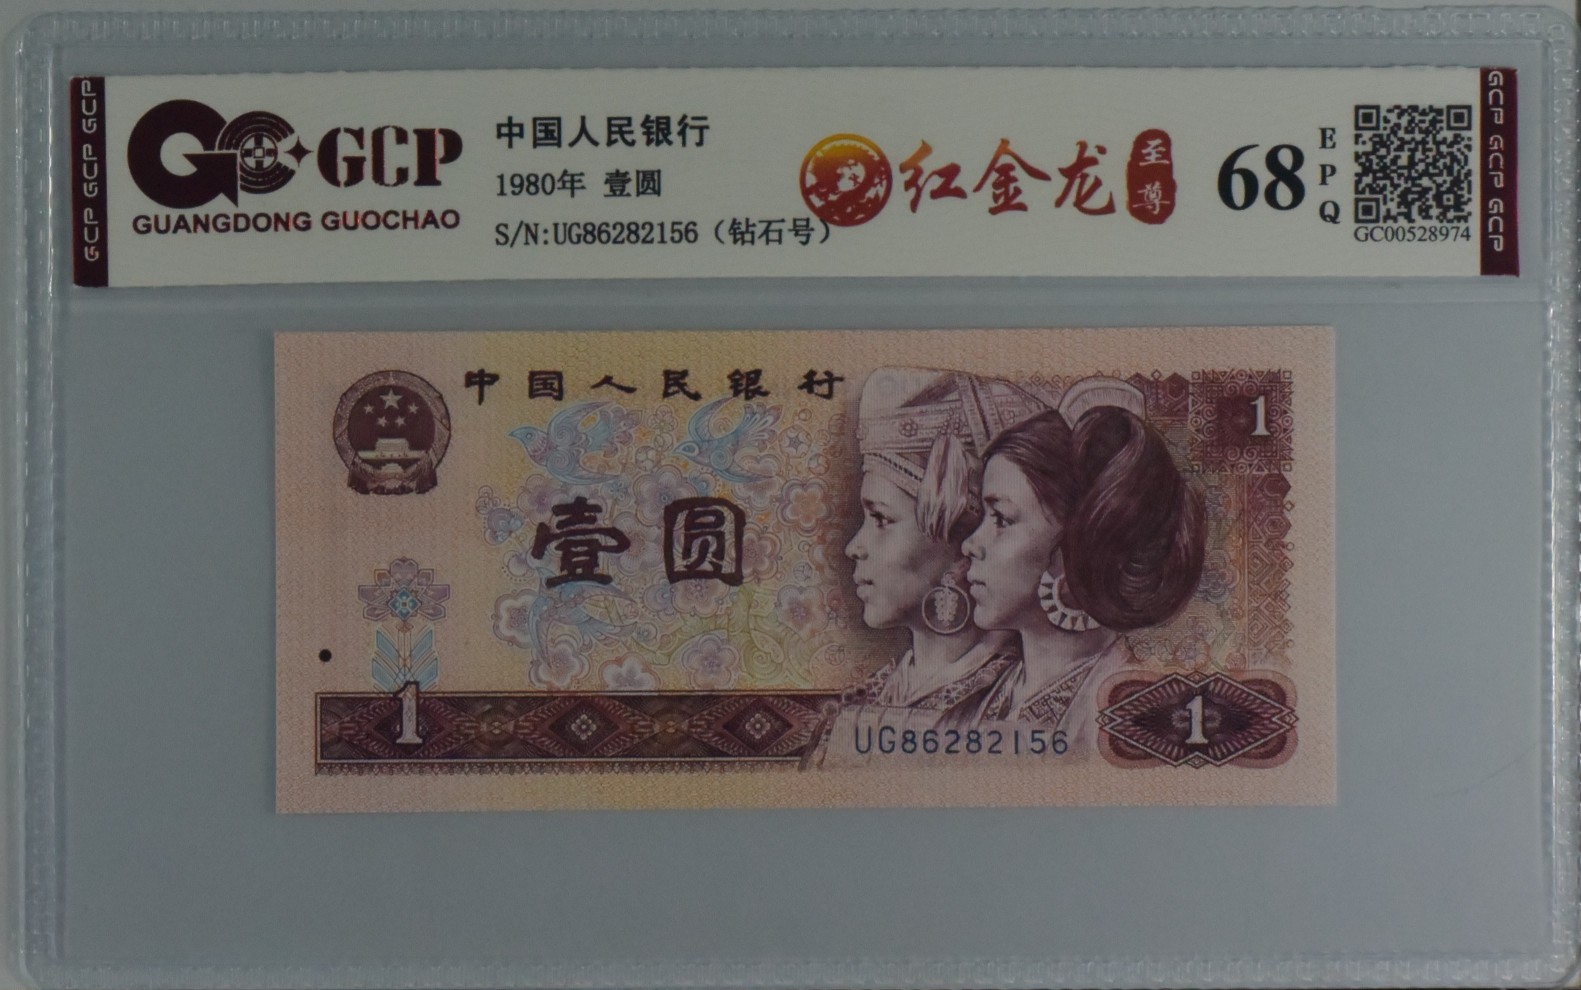 GCP GCP GCP
GCP
GUANGDONG GUOCHAO
中国人民银行
1980年 壹圆
S/N:UG86282156（钻石号）
红金龙
至尊
68
EPQ
GC00528974
GCP GCP GCP
中国人民银行
1
壹圆
1
UG86282156
1